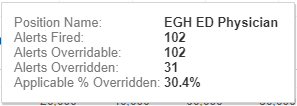 Position Name: EGH ED Physician
Alerts Fired: 102
Alerts Overridable: 102
Alerts Overridden: 31
Applicable % Overridden: 30.4%